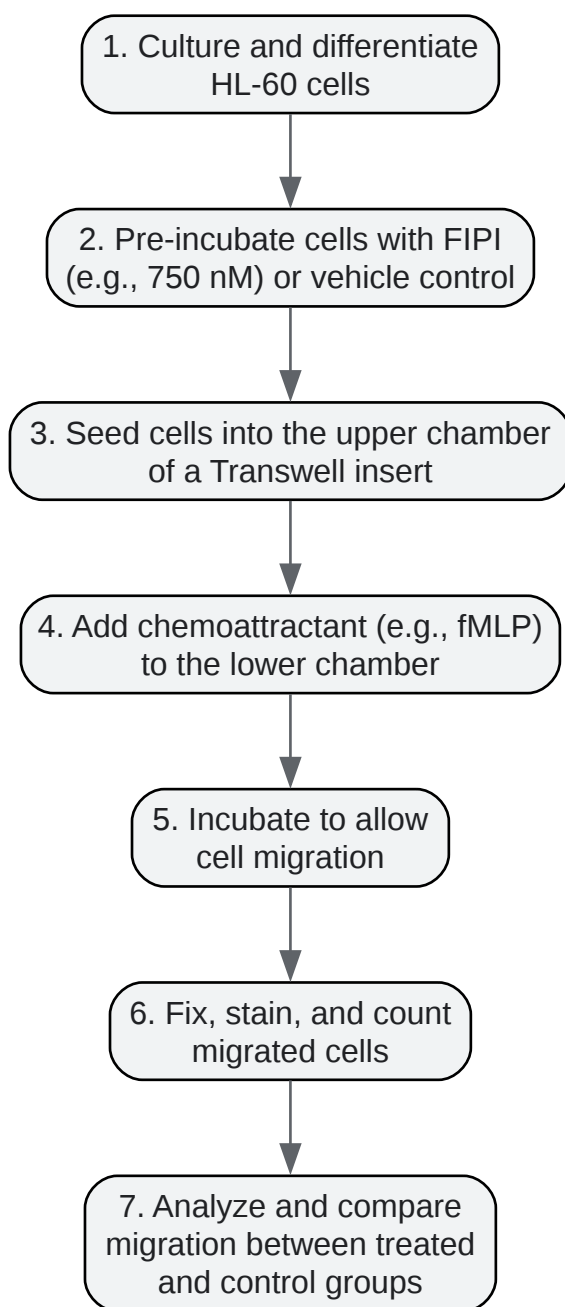 1. Culture and differentiate
HL-60 cells
2. Pre-incubate cells with FIPI
(e.g., 750 nM) or vehicle control
3. Seed cells into the upper chamber
of a Transwell insert
4. Add chemoattractant (e.g., fMLP)
to the lower chamber
5. Incubate to allow
cell migration
6. Fix, stain, and count
migrated cells
7. Analyze and compare
migration between treated
and control groups